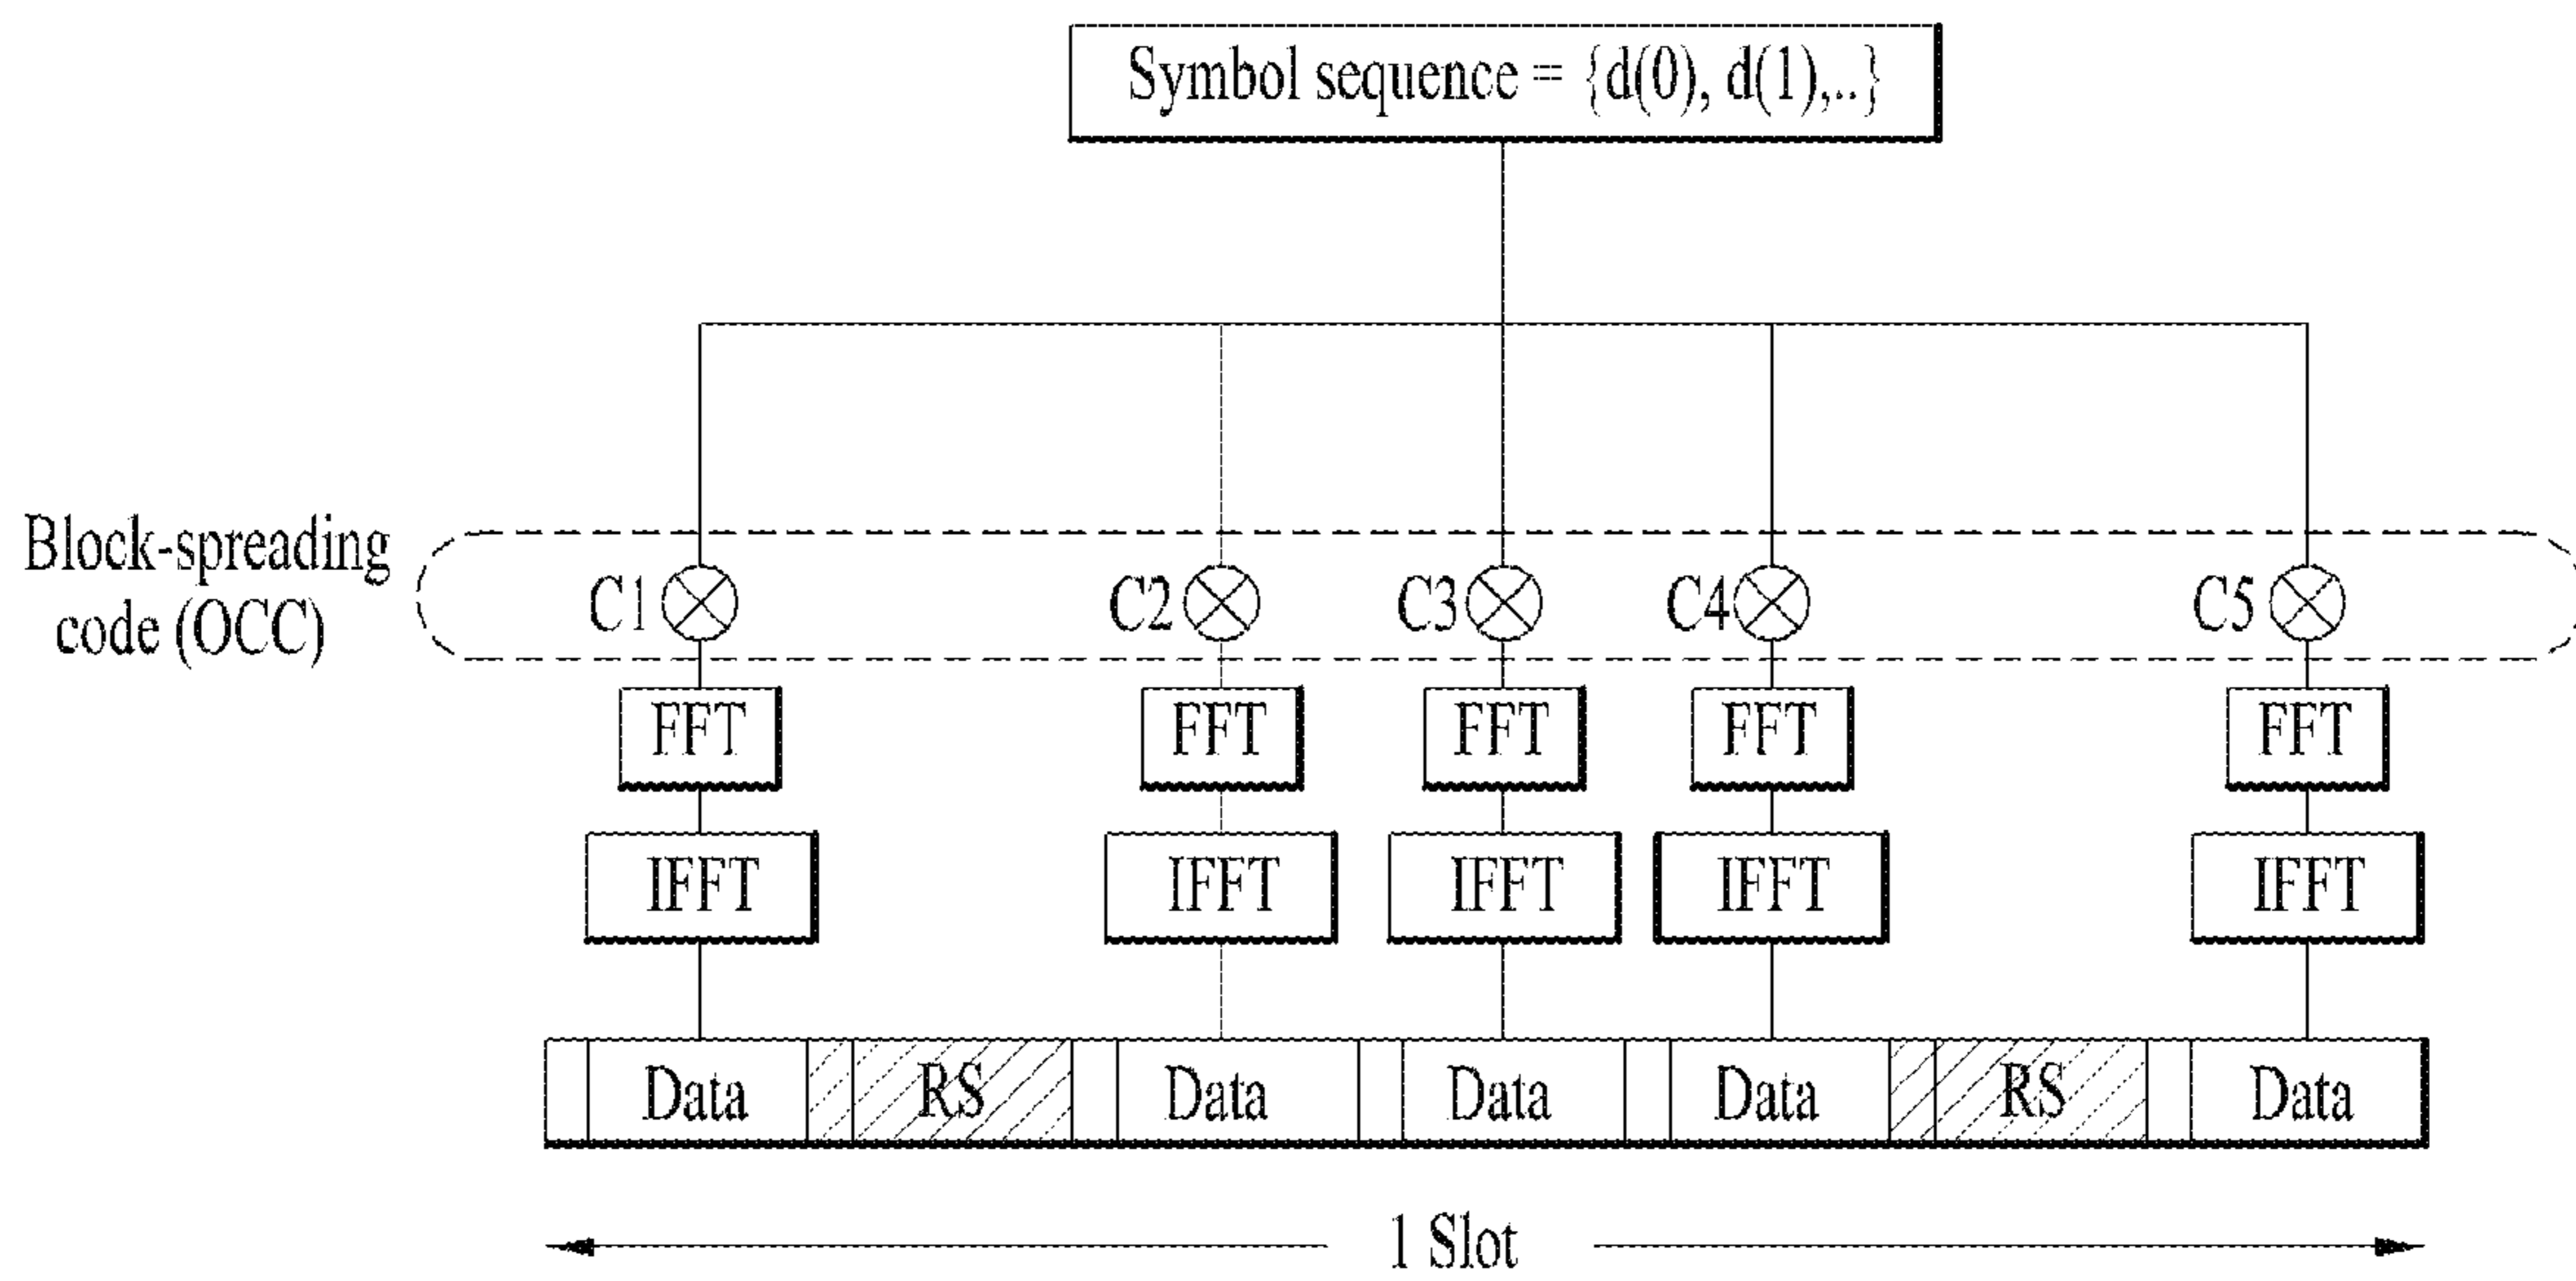 Symbol sequence = {d(0), d(1),..}
Block-spreading
code (OCC)
C1 C2 C3 C4 C5
FFT FFT FFT FFT FFT
IFFT IFFT IFFT IFFT IFFT
Data RS Data Data Data RS Data
1 Slot